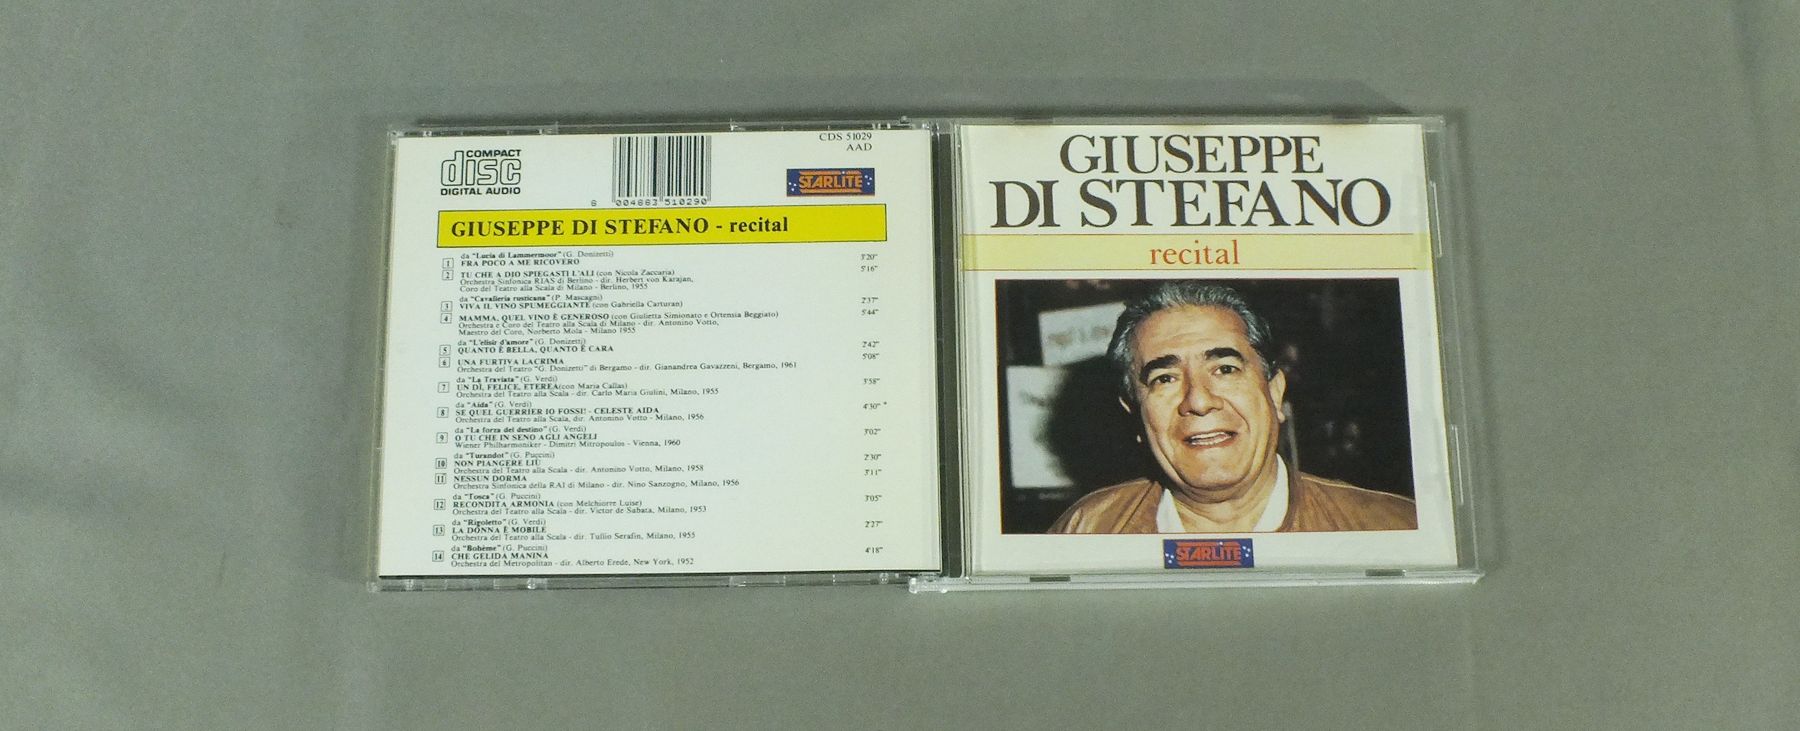 COMPACT
disc
DIGITAL AUDIO
8 004883 510290
CDS 51029
AAD
STARLITE
GIUSEPPE DI STEFANO - recital
da "Lucia di Lammermoor" (G. Donizetti)
1 FRA POCO A ME RICOVERO 3'20"
2 TU CHE A DIO SPIEGASTI L'ALI (con Nicola Zaccaria) 5'16"
Orchestra Sinfonica RIAS di Berlino - dir. Herbert von Karajan,
Coro del Teatro alla Scala di Milano - Berlino, 1955
da "Cavalleria rusticana" (P. Mascagni)
3 VIVA IL VINO SPUMEGGIANTE (con Gabriella Carturan) 2'37"
4 MAMMA, QUEL VINO È GENEROSO (con Giulietta Simionato e Ortensia Beggiato) 5'44"
Orchestra e Coro del Teatro alla Scala di Milano - dir. Antonino Votto,
Maestro del Coro, Norberto Mola - Milano 1955
da "L'elisir d'amore" (G. Donizetti)
5 QUANTO È BELLA, QUANTO È CARA 2'42"
6 UNA FURTIVA LACRIMA 5'08"
Orchestra del Teatro "G. Donizetti" di Bergamo - dir. Gianandrea Gavazzeni, Bergamo, 1961
da "La Traviata" (G. Verdi)
7 UN DÌ, FELICE, ETEREA (con Maria Callas) 3'58"
Orchestra del Teatro alla Scala - dir. Carlo Maria Giulini, Milano, 1955
da "Aida" (G. Verdi)
8 SE QUEL GUERRIER IO FOSSI! - CELESTE AIDA 4'30"
Orchestra del Teatro alla Scala, dir. Antonino Votto - Milano, 1956
da "La forza del destino" (G. Verdi)
9 O TU CHE IN SENO AGLI ANGELI 3'02"
Wiener Philharmoniker - Dimitri Mitropoulos - Vienna, 1960
da "Turandot" (G. Puccini)
10 NON PIANGERE LIÙ 2'30"
Orchestra del Teatro alla Scala - dir. Antonino Votto, Milano, 1958
11 NESSUN DORMA 3'11"
Orchestra Sinfonica della RAI di Milano - dir. Nino Sanzogno, Milano, 1956
da "Tosca" (G. Puccini)
12 RECONDITA ARMONIA (con Melchiorre Luise) 3'05"
Orchestra del Teatro alla Scala - dir. Victor de Sabata, Milano, 1953
da "Rigoletto" (G. Verdi)
13 LA DONNA È MOBILE 2'27"
Orchestra del Teatro alla Scala - dir. Tullio Serafin, Milano, 1955
da "Bohème" (G. Puccini)
14 CHE GELIDA MANINA 4'18"
Orchestra del Metropolitan - dir. Alberto Erede, New York, 1952
GIUSEPPE
DI STEFANO
recital
STARLITE